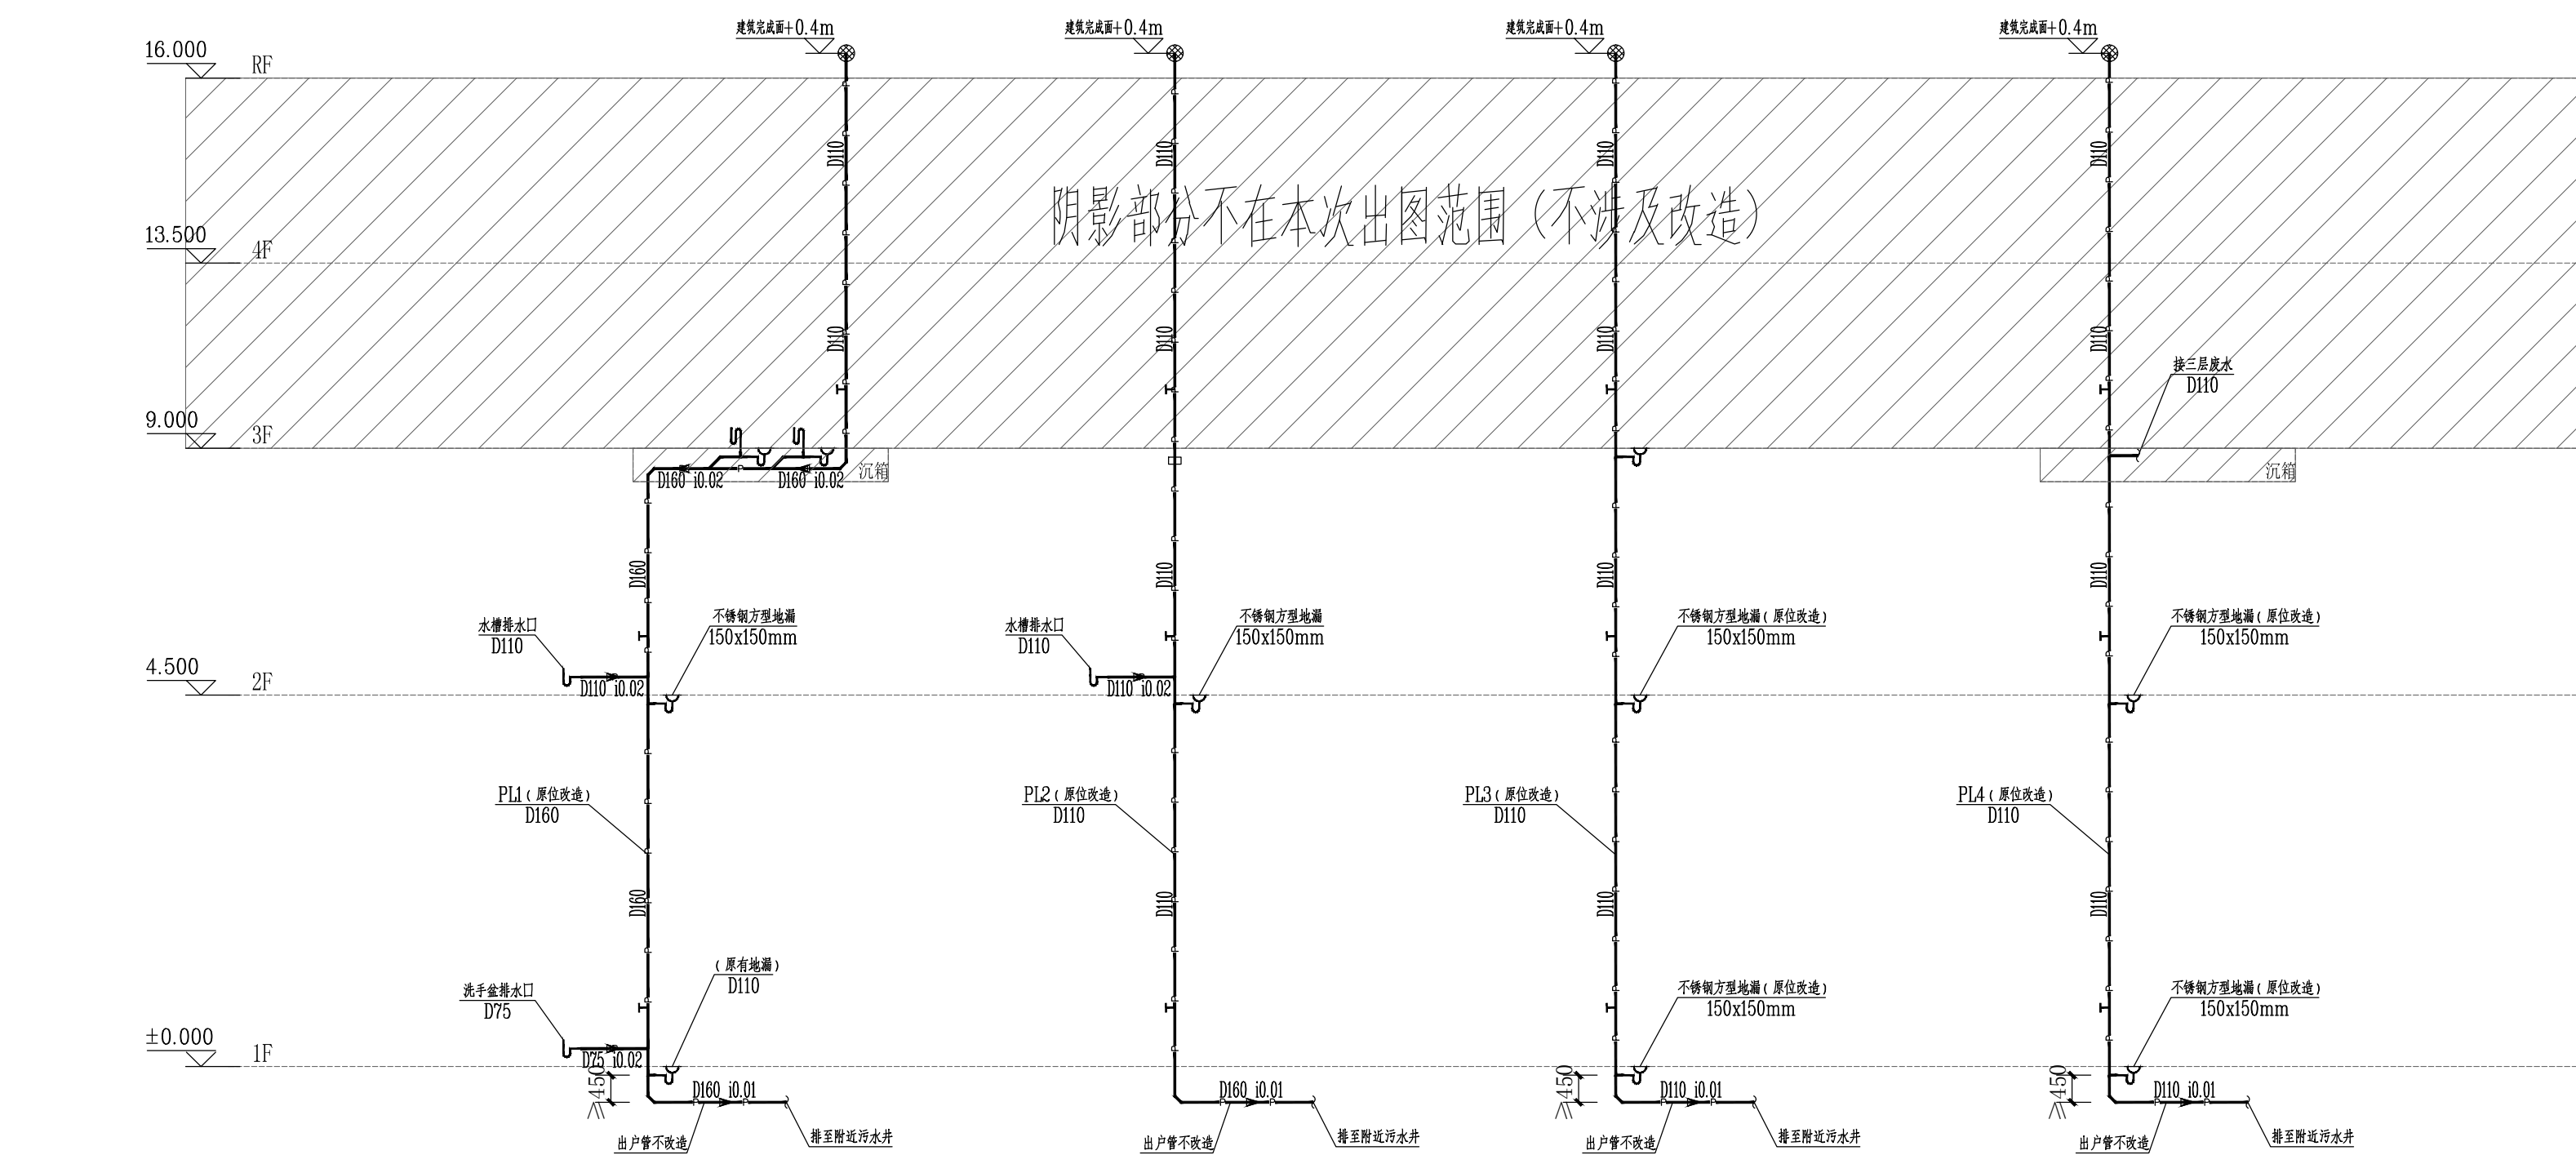 建筑完成面+0.4m
建筑完成面+0.4m
建筑完成面+0.4m
建筑完成面+0.4m
16.000
RF
D110
D110
D110
D110
阴影部分不在本次出图范围（不涉及改造）
13.500
4F
D110
D110
D110
D110
接三层废水
D110
9.000
3F
D160 i0.02
D160 i0.02
沉箱
沉箱
D160
D110
D110
D110
水槽排水口
D110
不锈钢方型地漏
150x150mm
水槽排水口
D110
不锈钢方型地漏
150x150mm
不锈钢方型地漏（原位改造）
150x150mm
不锈钢方型地漏（原位改造）
150x150mm
4.500
2F
D110 i0.02
D110 i0.02
PL1（原位改造）
D160
PL2（原位改造）
D110
PL3（原位改造）
D110
PL4（原位改造）
D110
D160
D110
D110
D110
（原有地漏）
D110
洗手盆排水口
D75
不锈钢方型地漏（原位改造）
150x150mm
不锈钢方型地漏（原位改造）
150x150mm
±0.000
1F
D75 i0.02
≥450
≥450
≥450
D160 i0.01
D160 i0.01
D110 i0.01
D110 i0.01
出户管不改造
排至附近污水井
出户管不改造
排至附近污水井
出户管不改造
排至附近污水井
出户管不改造
排至附近污水井